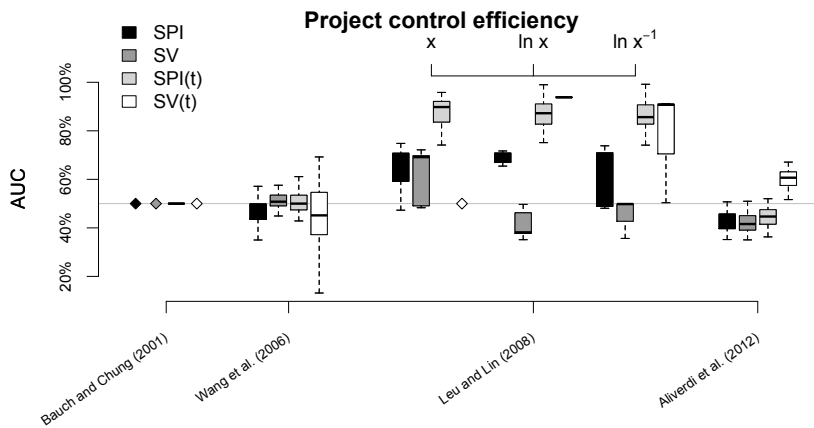 Project control efficiency
SPI
SV
SPI(t)
SV(t)
x
ln x
ln x⁻¹
AUC
100%
80%
60%
40%
20%
Bauch and Chung (2001)
Wang et al. (2006)
Leu and Lin (2008)
Aliverdi et al. (2012)